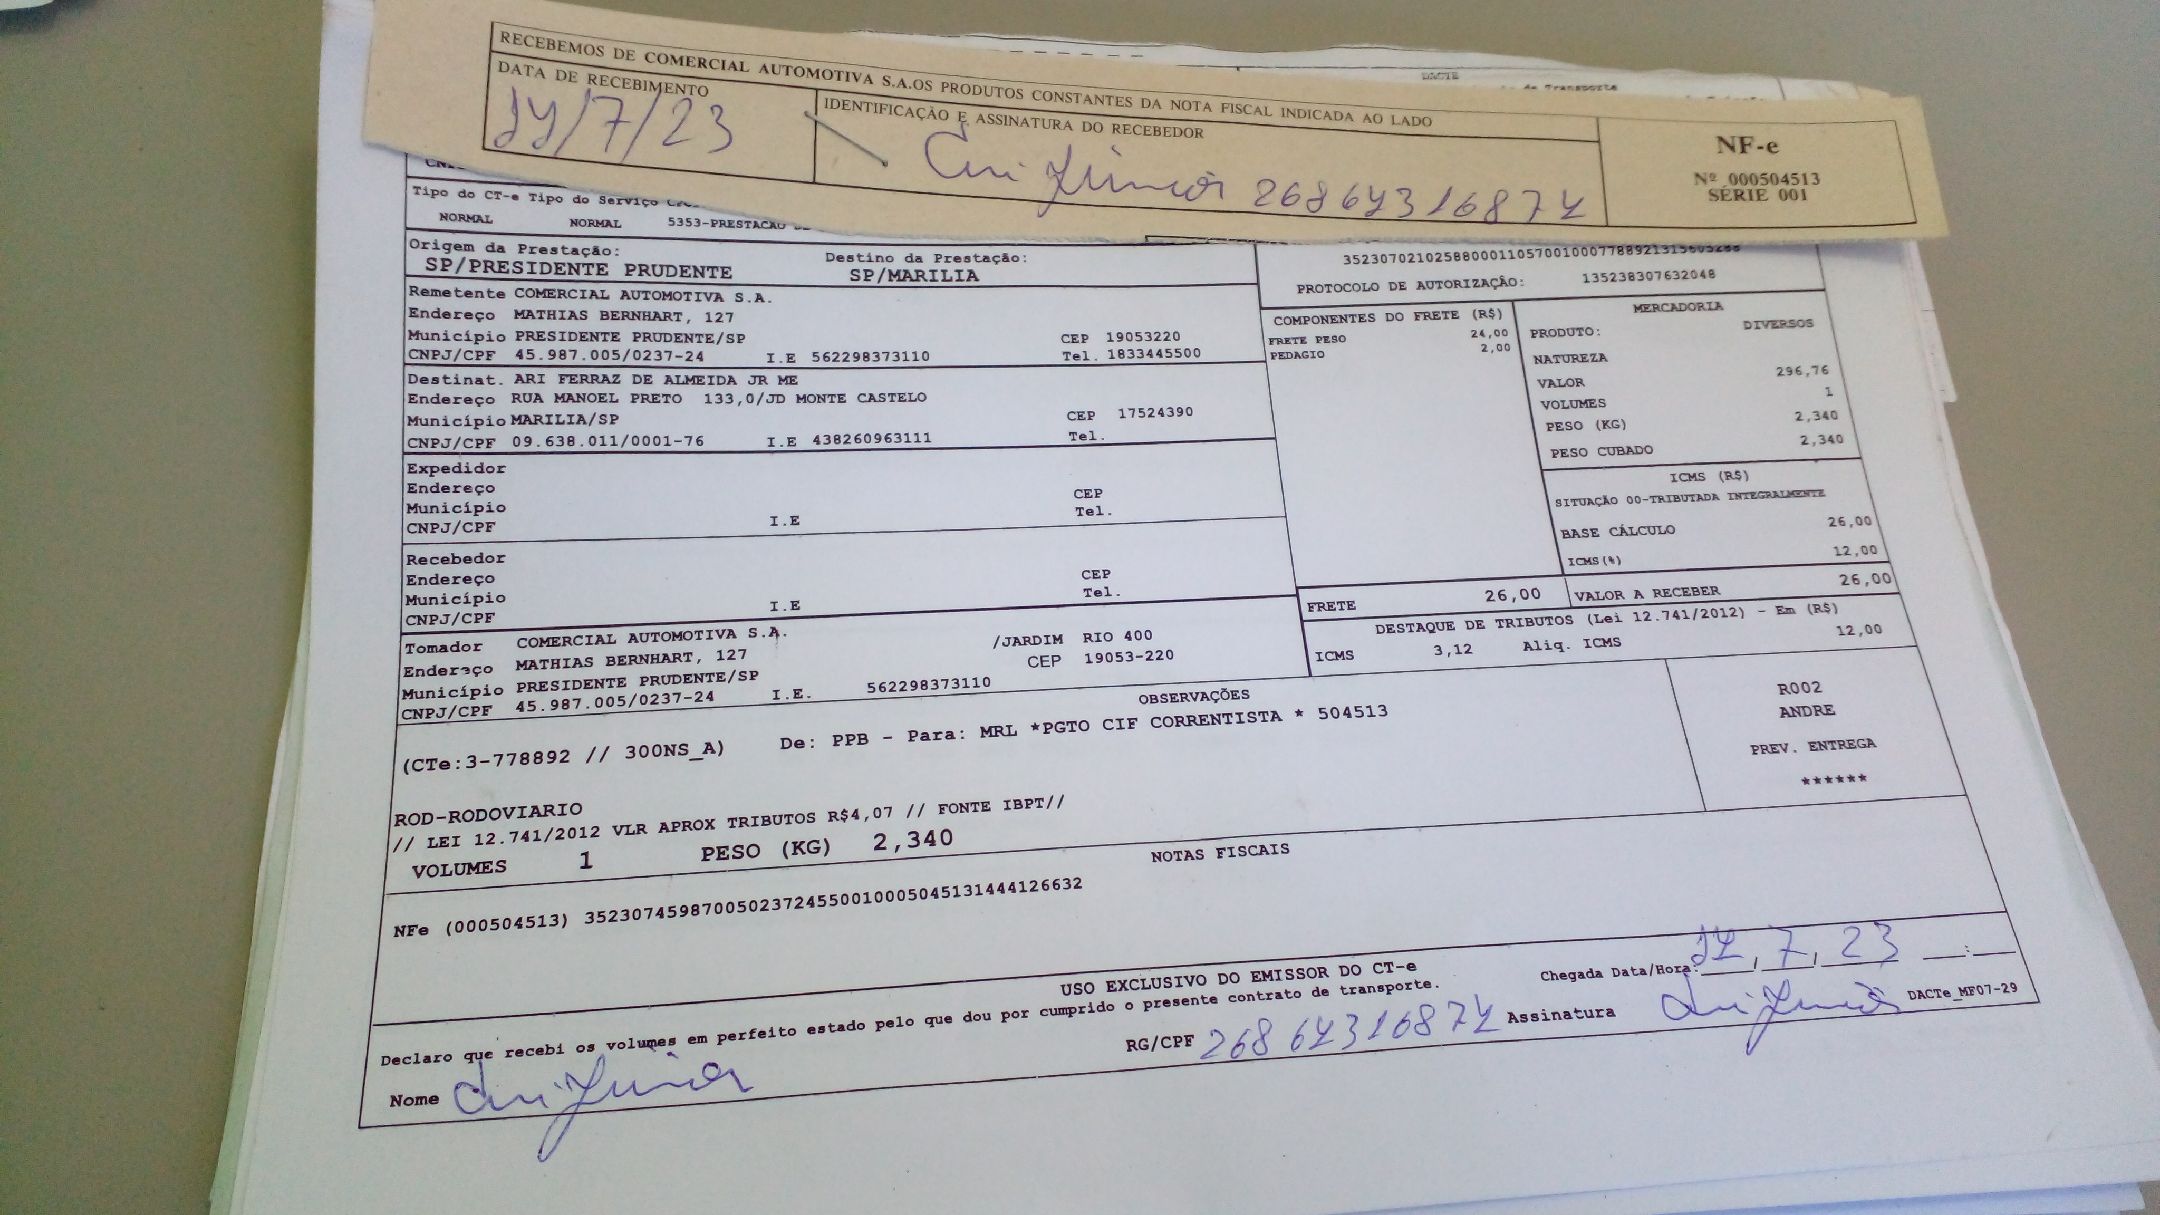 RECEBEMOS DE COMERCIAL AUTOMOTIVA S.A.OS PRODUTOS CONSTANTES DA NOTA FISCAL INDICADA AO LADO
DATA DE RECEBIMENTO
/7/23
IDENTIFICAÇÃO E ASSINATURA DO RECEBEDOR
Júnior
NF-e
Nº 000504513
SÉRIE 001
DACTE
Tipo do CT-e Tipo do Serviço
NORMAL NORMAL 5353-PRESTACAO
Origem da Prestação: Destino da Prestação:
SP/PRESIDENTE PRUDENTE SP/MARILIA
PROTOCOLO DE AUTORIZAÇÃO: 135238307632048
Remetente COMERCIAL AUTOMOTIVA S.A.
Endereço MATHIAS BERNHART, 127
Município PRESIDENTE PRUDENTE/SP CEP 19053220
CNPJ/CPF 45.987.005/0237-24 I.E 562298373110 Tel. 1833445500
Destinat. ARI FERRAZ DE ALMEIDA JR ME
Endereço RUA MANOEL PRETO 133,0/JD MONTE CASTELO
Município MARILIA/SP CEP 17524390
CNPJ/CPF 09.638.011/0001-76 I.E 438260963111 Tel.
Expedidor
Endereço
Município CEP
CNPJ/CPF I.E Tel.
Recebedor
Endereço
Município CEP
CNPJ/CPF I.E Tel.
Tomador COMERCIAL AUTOMOTIVA S.A. /JARDIM RIO 400
Endereço MATHIAS BERNHART, 127 CEP 19053-220
Município PRESIDENTE PRUDENTE/SP
CNPJ/CPF 45.987.005/0237-24 I.E. 562298373110
COMPONENTES DO FRETE (R$)
FRETE PESO 24,00
PEDAGIO 2,00
MERCADORIA
PRODUTO: DIVERSOS
NATUREZA
VALOR 296,76
VOLUMES 1
PESO (KG) 2,340
PESO CUBADO 2,340
ICMS (R$)
SITUAÇÃO 00-TRIBUTADA INTEGRALMENTE
BASE CÁLCULO 26,00
ICMS(%) 12,00
FRETE 26,00 VALOR A RECEBER 26,00
DESTAQUE DE TRIBUTOS (Lei 12.741/2012) - Em (R$)
ICMS 3,12 Aliq. ICMS 12,00
OBSERVAÇÕES
(CTe:3-778892 // 300NS_A) De: PPB - Para: MRL *PGTO CIF CORRENTISTA * 504513
R002
ANDRE
PREV. ENTREGA
******
ROD-RODOVIARIO
// LEI 12.741/2012 VLR APROX TRIBUTOS R$4,07 // FONTE IBPT//
VOLUMES 1 PESO (KG) 2,340
NOTAS FISCAIS
NFe (000504513) 35230745987005023724550010005045131444126632
USO EXCLUSIVO DO EMISSOR DO CT-e
Declaro que recebi os volumes em perfeito estado pelo que dou por cumprido o presente contrato de transporte.
Chegada Data/Hora: , 7, 23 :
Nome Júnior RG/CPF Assinatura Júnior
DACTe_MF07-29